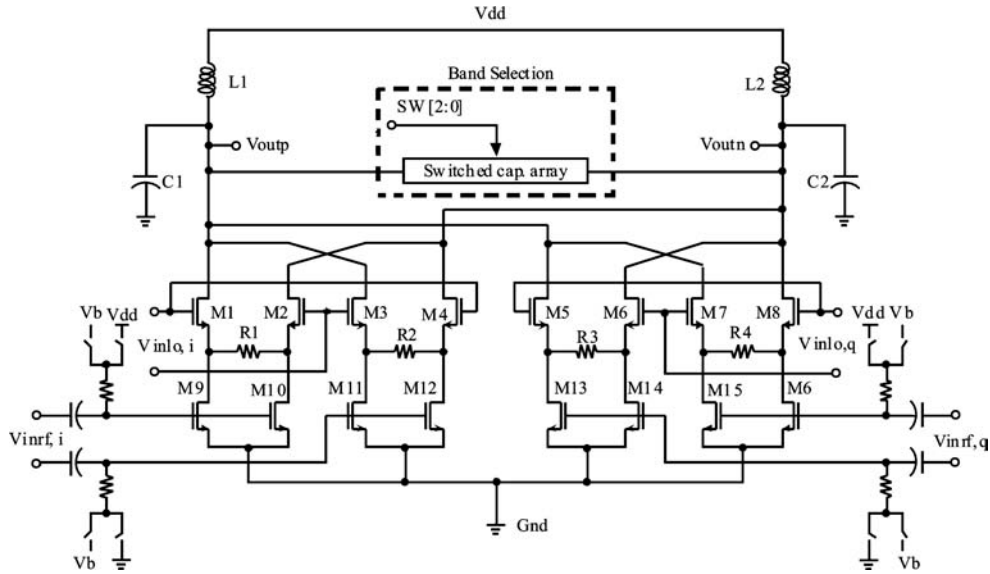 Vdd
L1
Band Selection
L2
SW [2:0]
Voutp
Voutn
Switched cap. array
C1
C2
M1
M2
M3
M4
M5
M6
M7
M8
Vb
Vdd
Vdd
Vb
R1
R2
R3
R4
Vinlo, i
Vinlo,q
M9
M10
M11
M12
M13
M14
M15
M6
Vinrf, i
Vinrf, q
Gnd
Vb
Vb